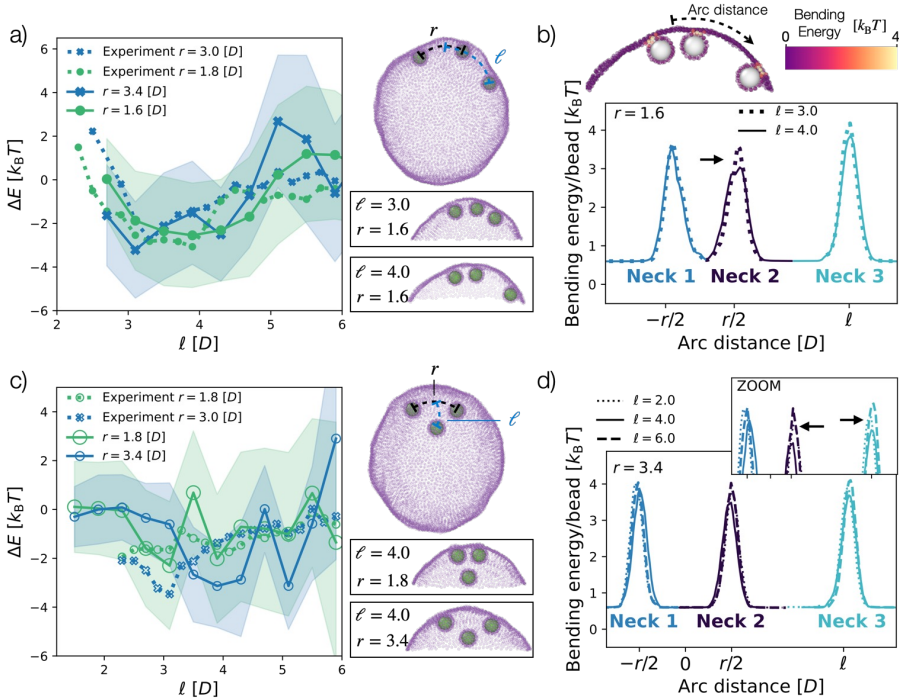 a)
ΔE [k_BT]
6
4
2
0
−2
−4
−6
2
3
4
5
6
ℓ [D]
Experiment r = 3.0 [D]
Experiment r = 1.8 [D]
r = 3.4 [D]
r = 1.6 [D]
r
ℓ
ℓ = 3.0
r = 1.6
ℓ = 4.0
r = 1.6
b)
Arc distance
Bending
Energy
[k_BT]
0
4
r = 1.6
ℓ = 3.0
ℓ = 4.0
Bending energy/bead [k_BT]
4
3
2
1
0
Neck 1
Neck 2
Neck 3
−r/2
r/2
ℓ
Arc distance [D]
c)
ΔE [k_BT]
4
2
0
−2
−4
−6
2
3
4
5
6
ℓ [D]
Experiment r = 1.8 [D]
Experiment r = 3.0 [D]
r = 1.8 [D]
r = 3.4 [D]
r
ℓ
ℓ = 4.0
r = 1.8
ℓ = 4.0
r = 3.4
d)
ℓ = 2.0
ℓ = 4.0
ℓ = 6.0
ZOOM
r = 3.4
Bending energy/bead [k_BT]
4
3
2
1
0
Neck 1
Neck 2
Neck 3
−r/2
0
r/2
ℓ
Arc distance [D]